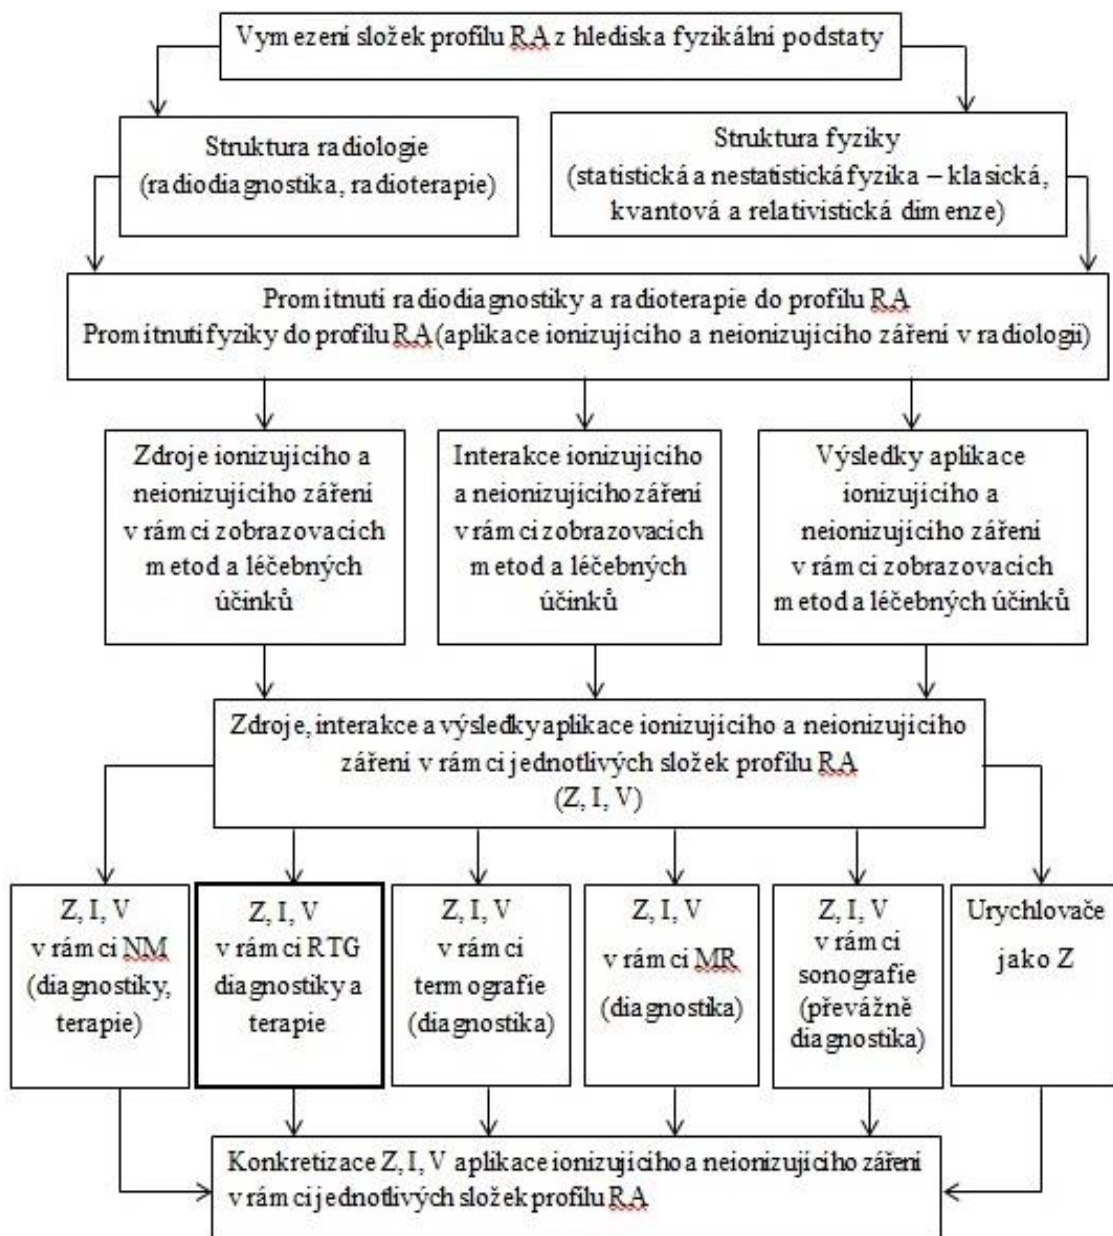 Vymezení složek profilu RA z hlediska fyzikální podstaty
Struktura radiologie
(radiodiagnostika, radioterapie)
Struktura fyziky
(statistická a nestatistická fyzika – klasická,
kvantová a relativistická dimenze)
Promítnutí radiodiagnostiky a radioterapie do profilu RA
Promítnutí fyziky do profilu RA (aplikace ionizujícího a neionizujícího záření v radiologii)
Zdroje ionizujícího a
neionizujícího záření
v rámci zobrazovacích
metod a léčebných
účinků
Interakce ionizujícího
a neionizujícího záření
v rámci zobrazovacích
metod a léčebných
účinků
Výsledky aplikace
ionizujícího a
neionizujícího záření
v rámci zobrazovacích
metod a léčebných účinků
Zdroje, interakce a výsledky aplikace ionizujícího a neionizujícího
záření v rámci jednotlivých složek profilu RA
(Z, I, V)
Z, I, V
v rámci NM
(diagnostiky,
terapie)
Z, I, V
v rámci RTG
diagnostiky a
terapie
Z, I, V
v rámci
termografie
(diagnostika)
Z, I, V
v rámci MR
(diagnostika)
Z, I, V
v rámci
sonografie
(převážně
diagnostika)
Urychlovače
jako Z
Konkretizace Z, I, V aplikace ionizujícího a neionizujícího záření
v rámci jednotlivých složek profilu RA